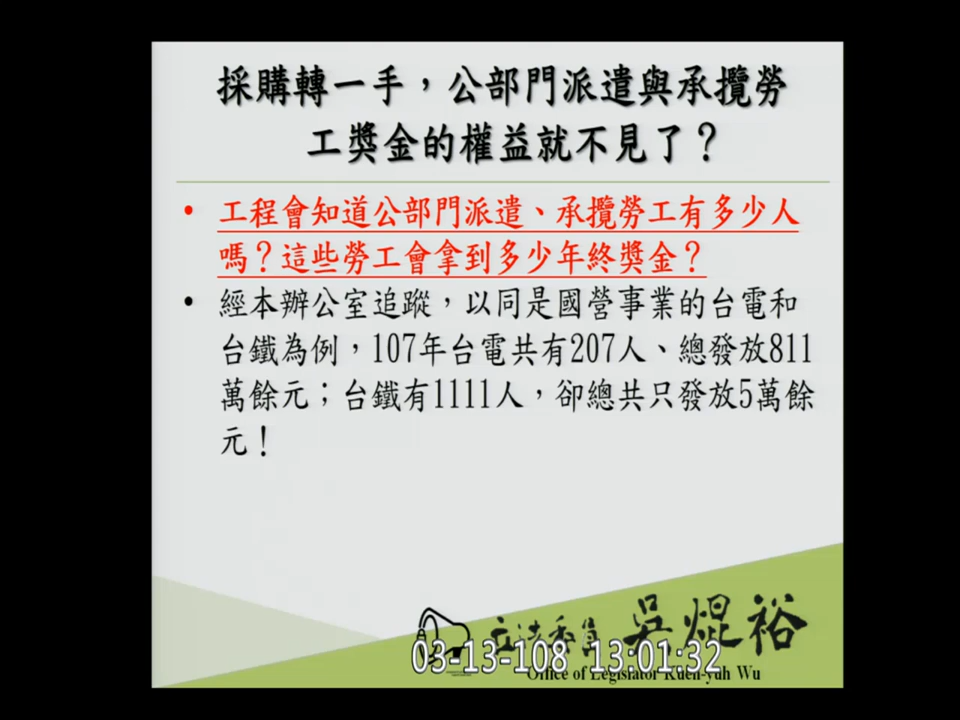 採購轉一手，公部門派遣與承攬勞
工獎金的權益就不見了？
• 工程會知道公部門派遣、承攬勞工有多少人
嗎？這些勞工會拿到多少年終獎金？
• 經本辦公室追蹤，以同是國營事業的台電和
台鐵為例，107年台電共有207人、總發放811
萬餘元；台鐵有1111人，卻總共只發放5萬餘
元！
立法委員 吳焜裕
03-13-108 13:01:32
Office of Legislator Kuen-yuh Wu